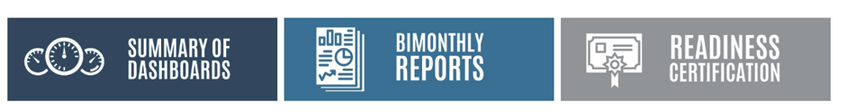 SUMMARY OF
DASHBOARDS
BIMONTHLY
REPORTS
READINESS
CERTIFICATION